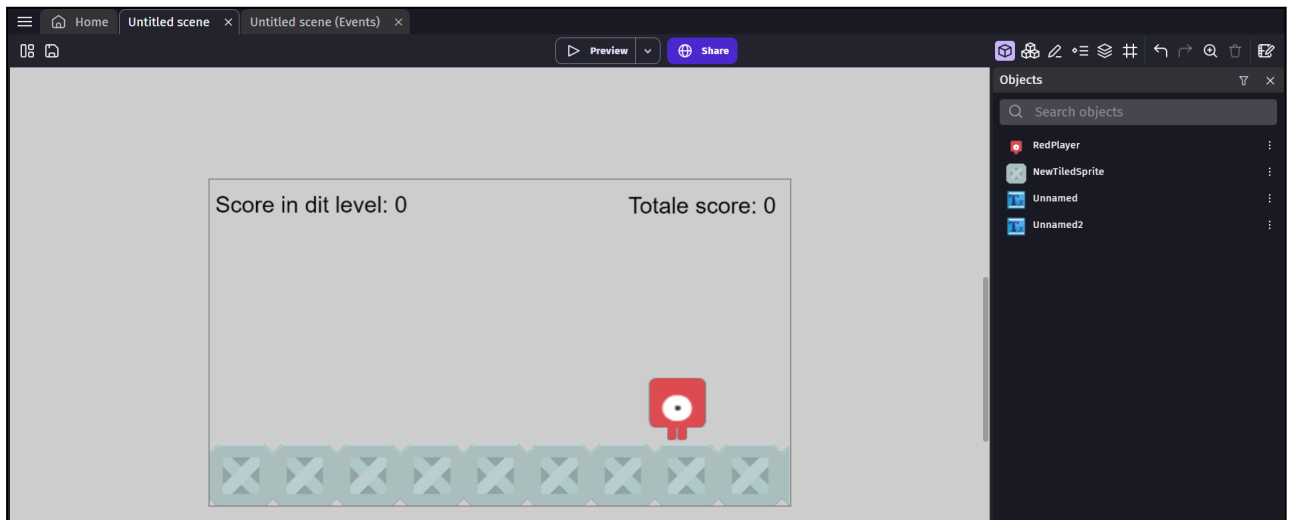 Home
Untitled scene
Untitled scene (Events)
Preview
Share
Objects
Search objects
RedPlayer
NewTiledSprite
Unnamed
Unnamed2
Score in dit level: 0
Totale score: 0